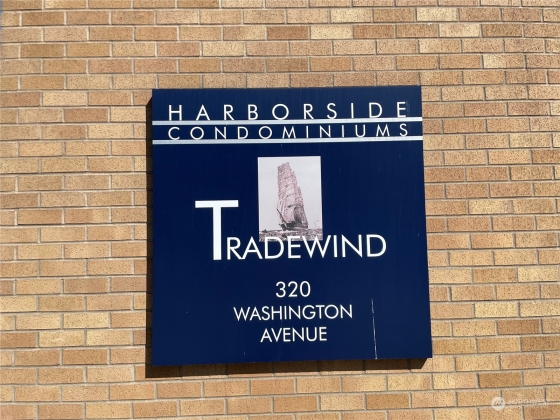 HARBORSIDE
CONDOMINIUMS
TRADEWIND
320
WASHINGTON
AVENUE